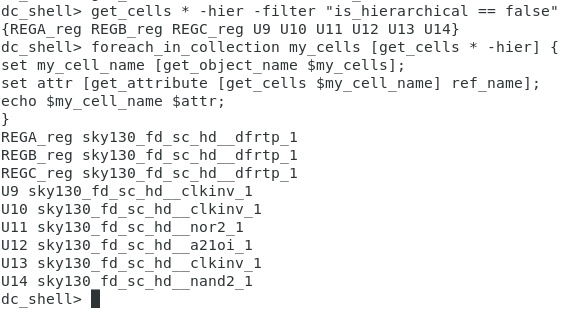 dc_shell> get_cells * -hier -filter "is_hierarchical == false"
{REGA_reg REGB_reg REGC_reg U9 U10 U11 U12 U13 U14}
dc_shell> foreach_in_collection my_cells [get_cells * -hier] {
set my_cell_name [get_object_name $my_cells];
set attr [get_attribute [get_cells $my_cell_name] ref_name];
echo $my_cell_name $attr;
}
REGA_reg sky130_fd_sc_hd__dfrtp_1
REGB_reg sky130_fd_sc_hd__dfrtp_1
REGC_reg sky130_fd_sc_hd__dfrtp_1
U9 sky130_fd_sc_hd__clkinv_1
U10 sky130_fd_sc_hd__clkinv_1
U11 sky130_fd_sc_hd__nor2_1
U12 sky130_fd_sc_hd__a21oi_1
U13 sky130_fd_sc_hd__clkinv_1
U14 sky130_fd_sc_hd__nand2_1
dc_shell>